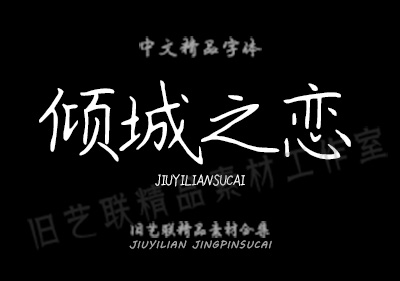 中文精品字体
倾城之恋
JIUYILIANSUCAI
旧艺联精品素材工作室
旧艺联精品素材合集
JIUYILIAN JINGPINSUCAI